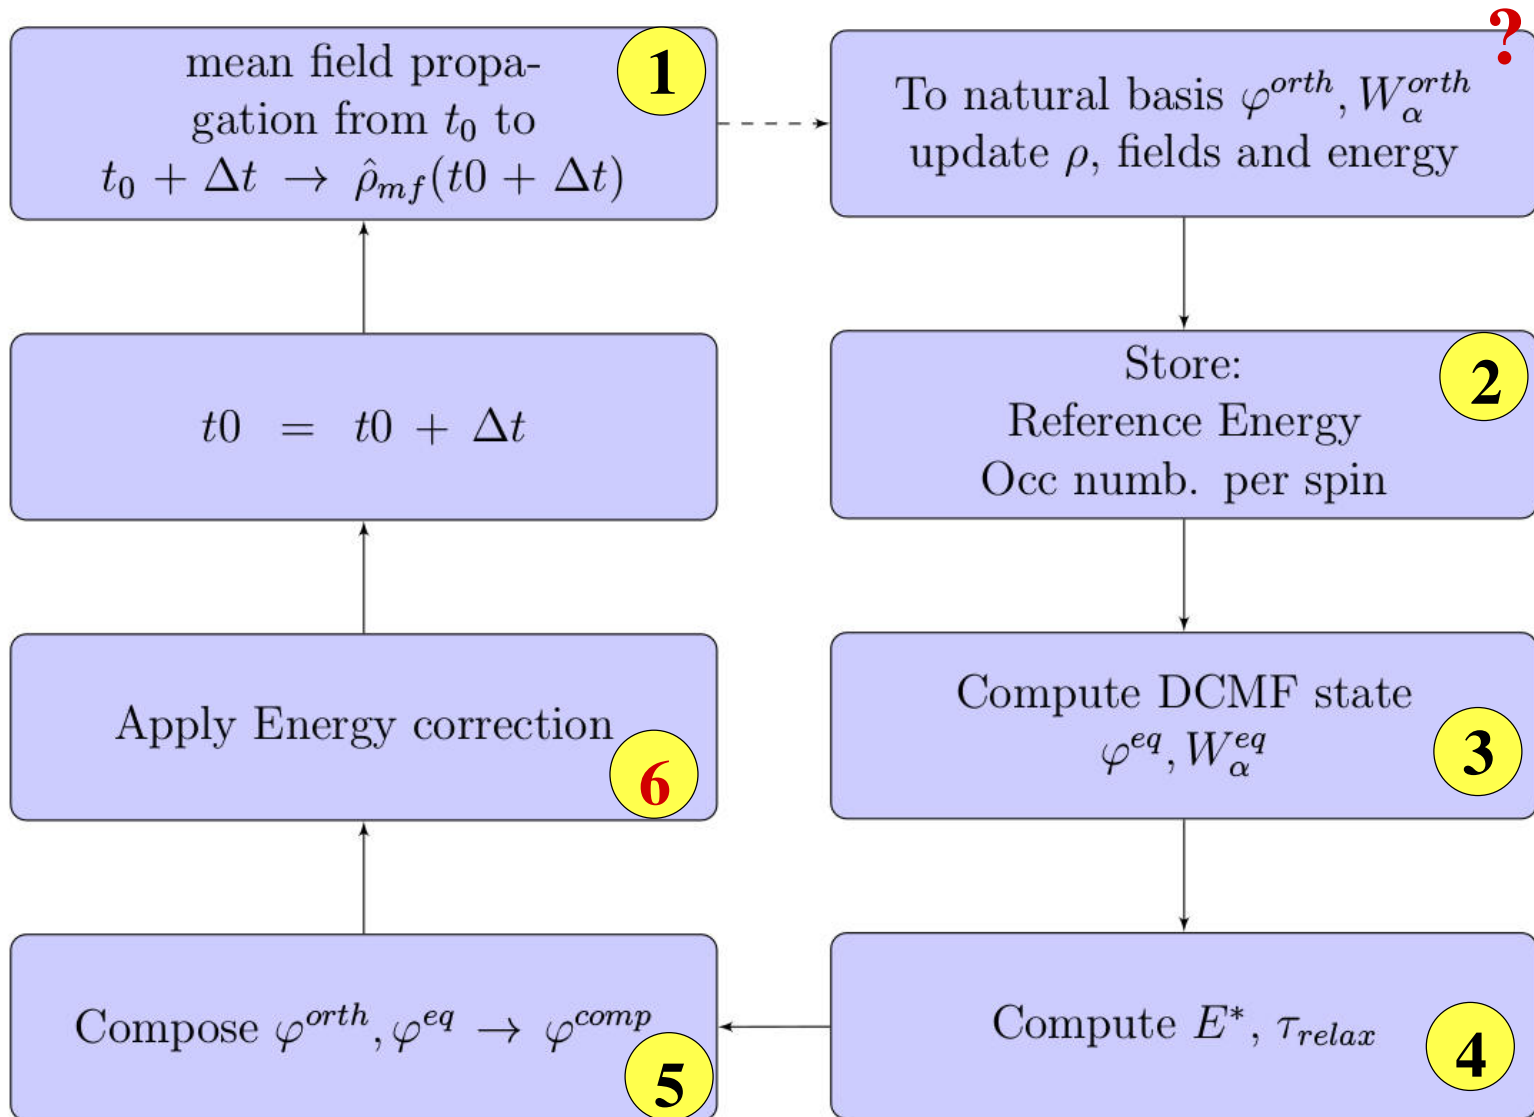 mean field propa-
gation from t₀ to
t₀ + Δt → ρ̂_{mf}(t0 + Δt)
1
To natural basis φ^{orth}, W_α^{orth}
update ρ, fields and energy
?
t0 = t0 + Δt
Store:
Reference Energy
Occ numb. per spin
2
Apply Energy correction
6
Compute DCMF state
φ^{eq}, W_α^{eq}
3
Compose φ^{orth}, φ^{eq} → φ^{comp}
5
Compute E*, τ_{relax}
4